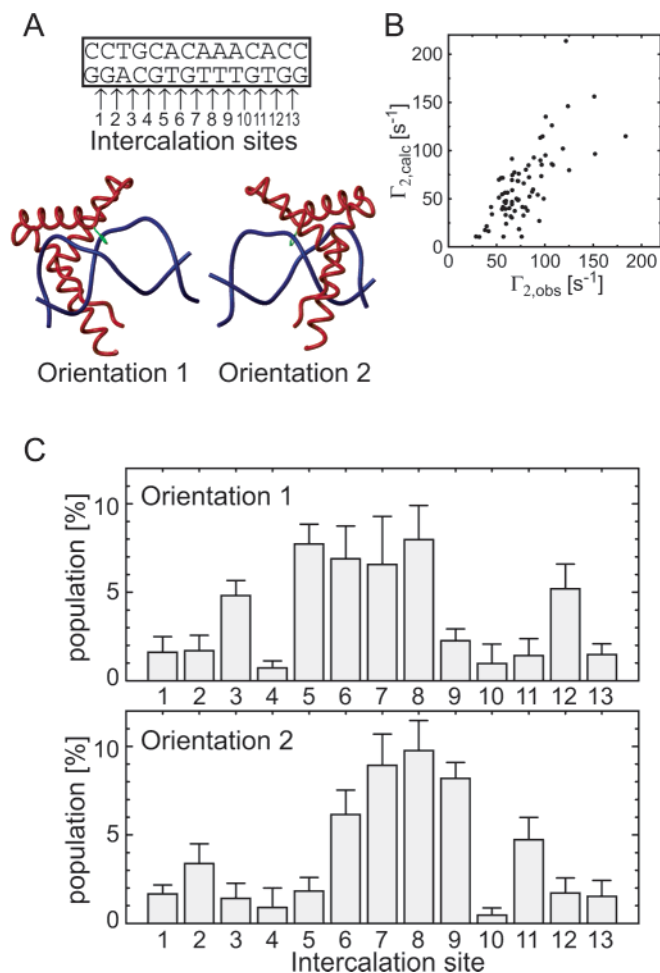 A
CCTGCACAAACACC
GGACGTGTTTGTGG
1 2 3 4 5 6 7 8 9 10 11 12 13
Intercalation sites
Orientation 1
Orientation 2
B
Γ2,calc [s-1]
200
150
100
50
0
0 50 100 150 200
Γ2,obs [s-1]
C
Orientation 1
population [%]
10
5
0
1 2 3 4 5 6 7 8 9 10 11 12 13
Orientation 2
population [%]
10
5
0
1 2 3 4 5 6 7 8 9 10 11 12 13
Intercalation site